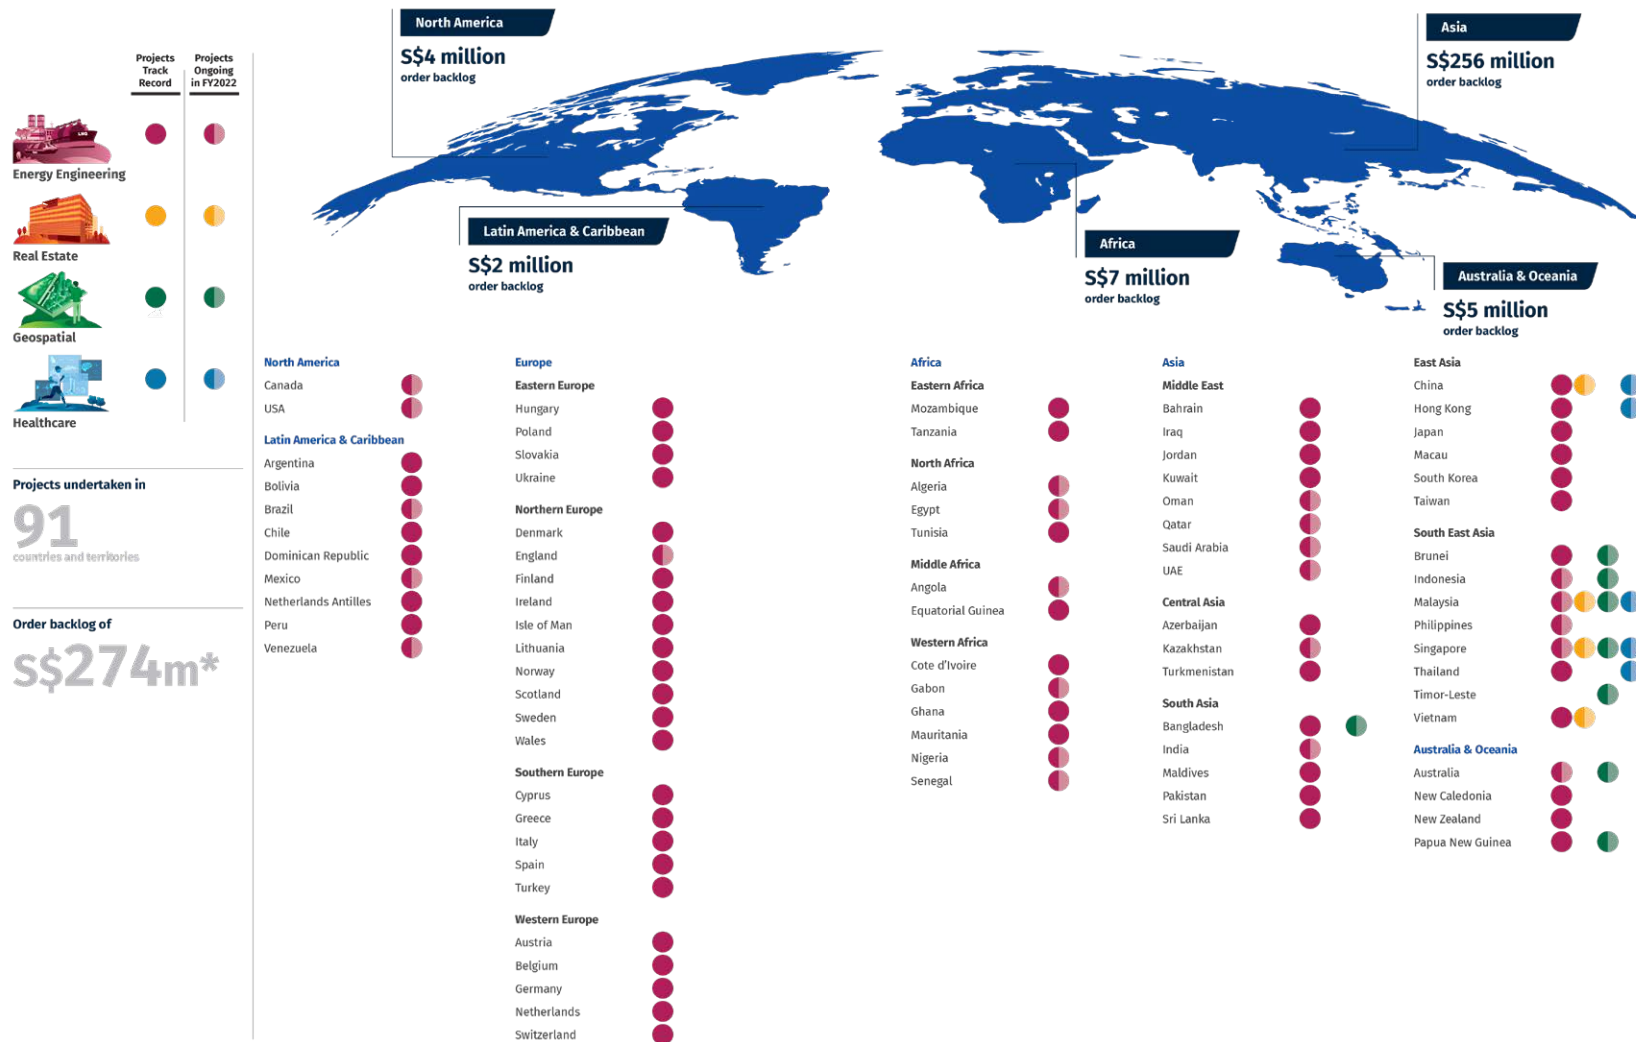 Projects
Track
Record
Projects
Ongoing
in FY2022
Energy Engineering
Real Estate
Geospatial
Healthcare
Projects undertaken in
91
countries and territories
Order backlog of
S$274m*
North America
S$4 million
order backlog
Latin America & Caribbean
S$2 million
order backlog
Africa
S$7 million
order backlog
Asia
S$256 million
order backlog
Australia & Oceania
S$5 million
order backlog
North America
Canada
USA
Latin America & Caribbean
Argentina
Bolivia
Brazil
Chile
Dominican Republic
Mexico
Netherlands Antilles
Peru
Venezuela
Europe
Eastern Europe
Hungary
Poland
Slovakia
Ukraine
Northern Europe
Denmark
England
Finland
Ireland
Isle of Man
Lithuania
Norway
Scotland
Sweden
Wales
Southern Europe
Cyprus
Greece
Italy
Spain
Turkey
Western Europe
Austria
Belgium
Germany
Netherlands
Switzerland
Africa
Eastern Africa
Mozambique
Tanzania
North Africa
Algeria
Egypt
Tunisia
Middle Africa
Angola
Equatorial Guinea
Western Africa
Cote d'Ivoire
Gabon
Ghana
Mauritania
Nigeria
Senegal
Asia
Middle East
Bahrain
Iraq
Jordan
Kuwait
Oman
Qatar
Saudi Arabia
UAE
Central Asia
Azerbaijan
Kazakhstan
Turkmenistan
South Asia
Bangladesh
India
Maldives
Pakistan
Sri Lanka
East Asia
China
Hong Kong
Japan
Macau
South Korea
Taiwan
South East Asia
Brunei
Indonesia
Malaysia
Philippines
Singapore
Thailand
Timor-Leste
Vietnam
Australia & Oceania
Australia
New Caledonia
New Zealand
Papua New Guinea